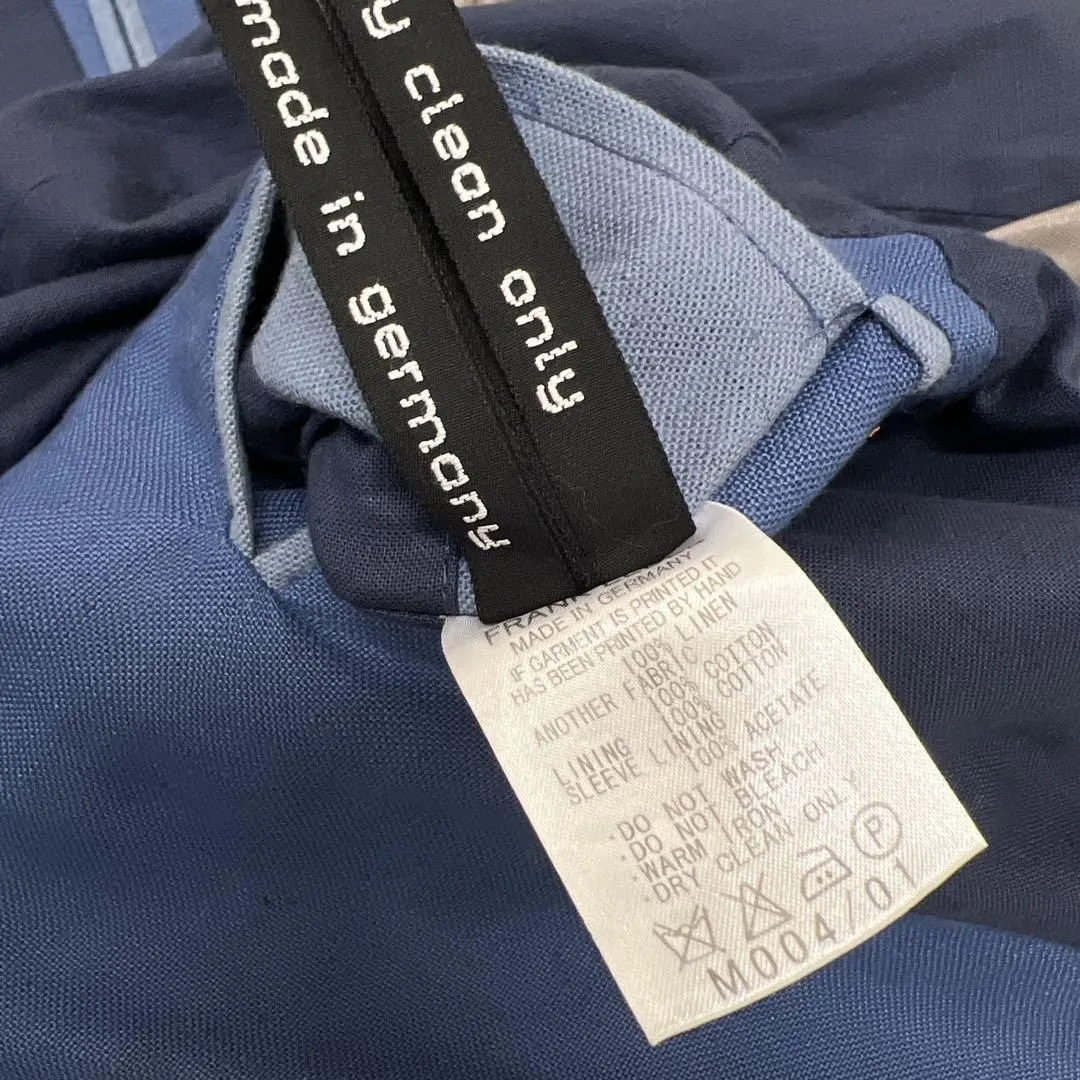 made in germany
y clean only
MADE IN GERMANY
IF GARMENT IS PRINTED IT
HAS BEEN PRINTED BY HAND
100% LINEN
ANOTHER FABRIC
100% COTTON
LINING 100% COTTON
SLEEVE LINING
100% ACETATE
·DO NOT WASH
·DO NOT BLEACH
·WARM IRON
·DRY CLEAN ONLY
P
M004/01